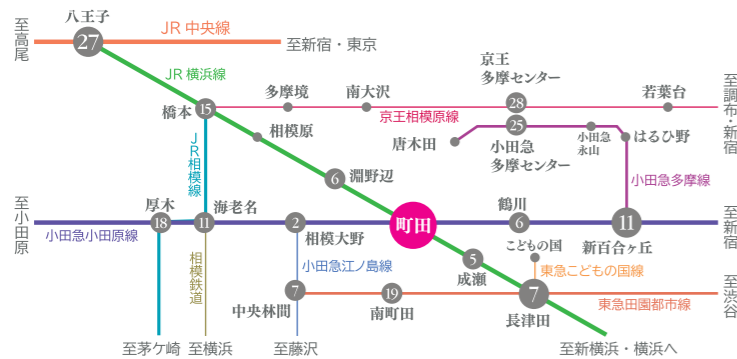 八王子
至高尾
27
JR中央線
至新宿・東京
JR横浜線
京王
多摩センター
多摩境
南大沢
若葉台
至調布・新宿
橋本
15
28
京王相模原線
相模原
25
唐木田
小田急
多摩センター
小田急
永山
はるひ野
JR相模線
6
淵野辺
小田急多摩線
至小田原
厚木
海老名
鶴川
至新宿
18
11
2
町田
6
11
小田急小田原線
相模大野
こどもの国
新百合ヶ丘
相模鉄道
小田急江ノ島線
5
成瀬
東急こどもの国線
7
19
7
中央林間
南町田
長津田
東急田園都市線
至渋谷
至茅ケ崎
至横浜
至藤沢
至新横浜・横浜へ